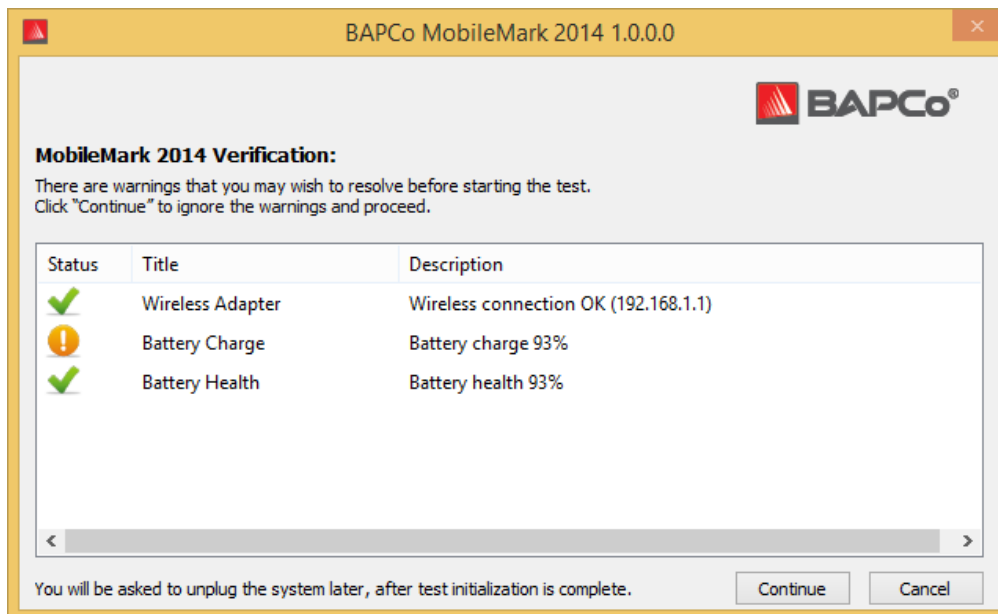 BAPCo MobileMark 2014 1.0.0.0
BAPCo®
MobileMark 2014 Verification:
There are warnings that you may wish to resolve before starting the test.
Click “Continue” to ignore the warnings and proceed.
Status Title Description
Wireless Adapter Wireless connection OK (192.168.1.1)
Battery Charge Battery charge 93%
Battery Health Battery health 93%
You will be asked to unplug the system later, after test initialization is complete. Continue Cancel